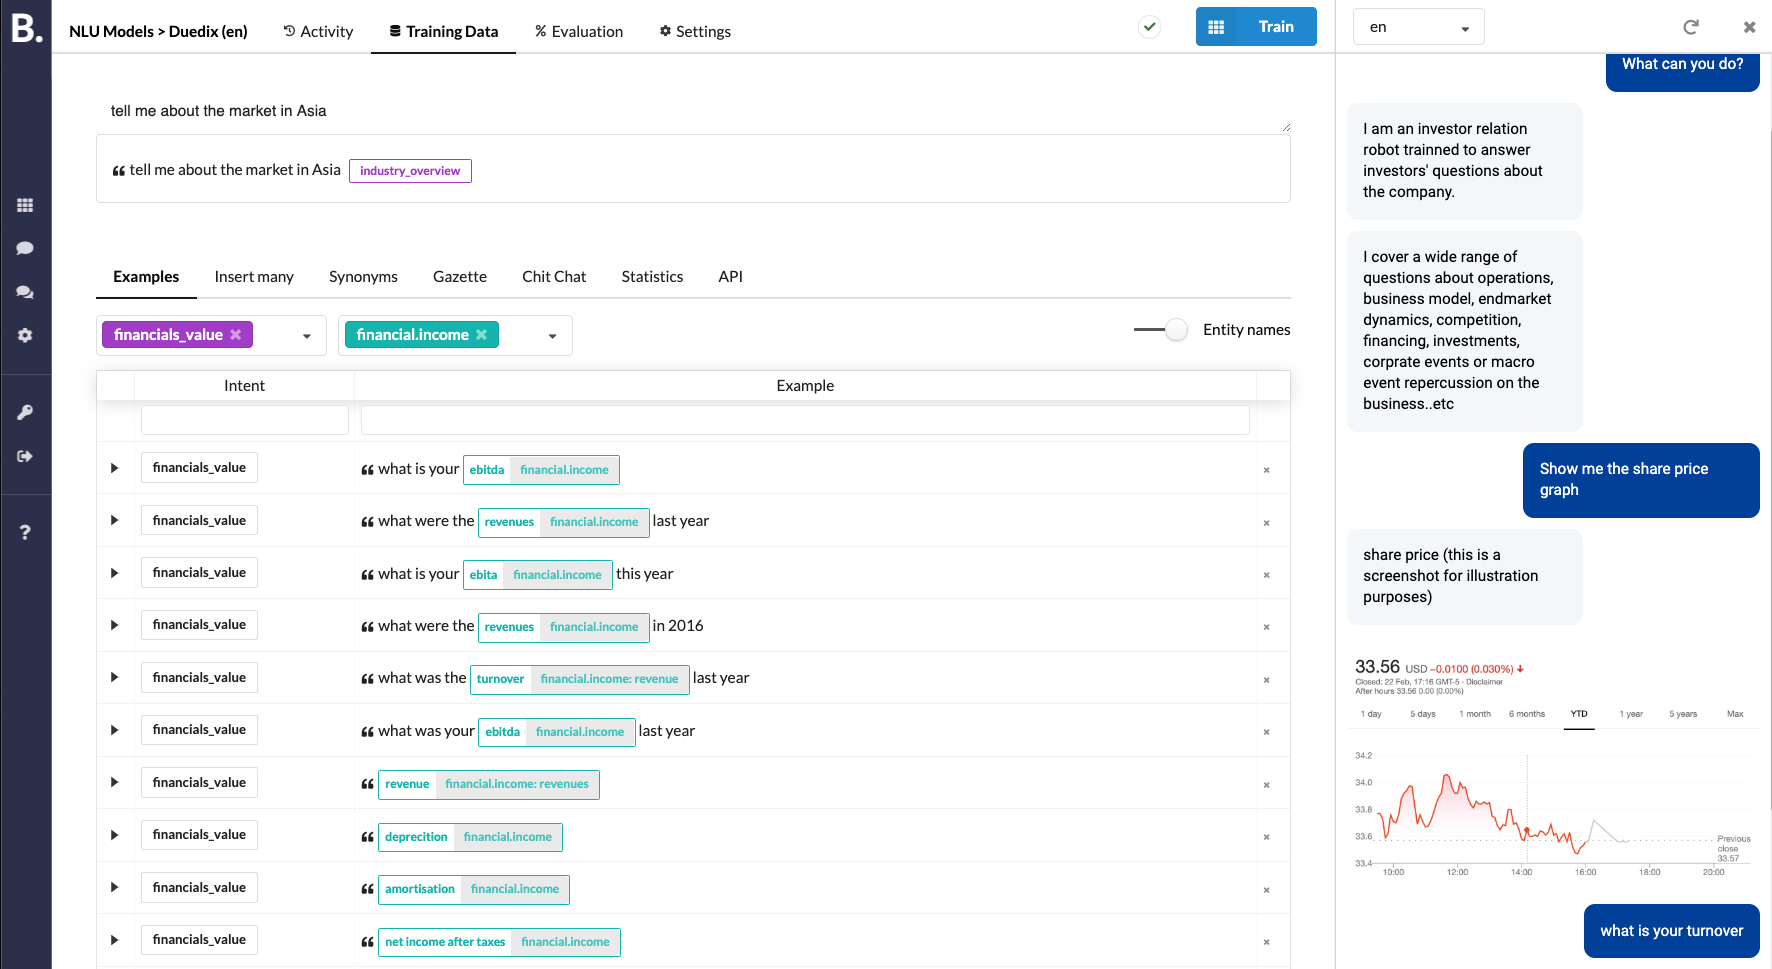 B.
NLU Models > Duedix (en)
Activity
Training Data
% Evaluation
Settings
Train
en
tell me about the market in Asia
❝ tell me about the market in Asia industry_overview
Examples
Insert many
Synonyms
Gazette
Chit Chat
Statistics
API
financials_value ×
financial.income ×
Entity names
Intent
Example
financials_value ❝ what is your ebitda financial.income ×
financials_value ❝ what were the revenues financial.income last year ×
financials_value ❝ what is your ebita financial.income this year ×
financials_value ❝ what were the revenues financial.income in 2016 ×
financials_value ❝ what was the turnover financial.income: revenue last year ×
financials_value ❝ what was your ebitda financial.income last year ×
financials_value ❝ revenue financial.income: revenues ×
financials_value ❝ deprecition financial.income ×
financials_value ❝ amortisation financial.income ×
financials_value ❝ net income after taxes financial.income ×
?
What can you do?
I am an investor relation
robot trainned to answer
investors' questions about
the company.
I cover a wide range of
questions about operations,
business model, endmarket
dynamics, competition,
financing, investments,
corprate events or macro
event repercussion on the
business..etc
Show me the share price
graph
share price (this is a
screenshot for illustration
purposes)
33.56 USD −0.0100 (0.030%) ↓
Closed: 22 Feb, 17:16 GMT-5 · Disclaimer
After hours 33.56 0.00 (0.00%)
1 day
5 days
1 month
6 months
YTD
1 year
5 years
Max
34.2
34.0
33.8
33.6
33.4
Previous
close
33.57
10:00
12:00
14:00
16:00
18:00
20:00
what is your turnover